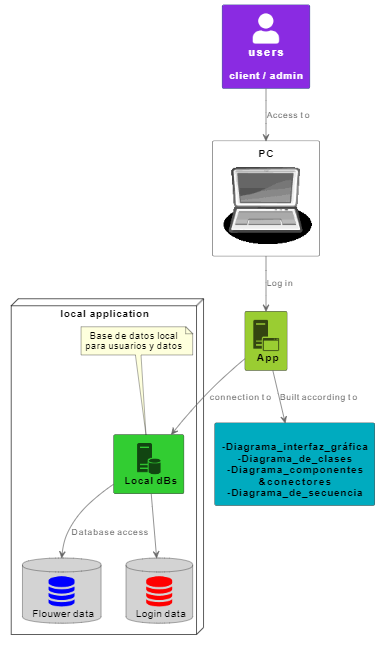 users
client / admin
Access to
PC
Log in
local application
Base de datos local
para usuarios y datos
App
connection to
Built according to
-Diagrama_interfaz_gráfica
-Diagrama_de_clases
-Diagrama_componentes
&conectores
-Diagrama_de_secuencia
Local dBs
Database access
Flouwer data
Login data